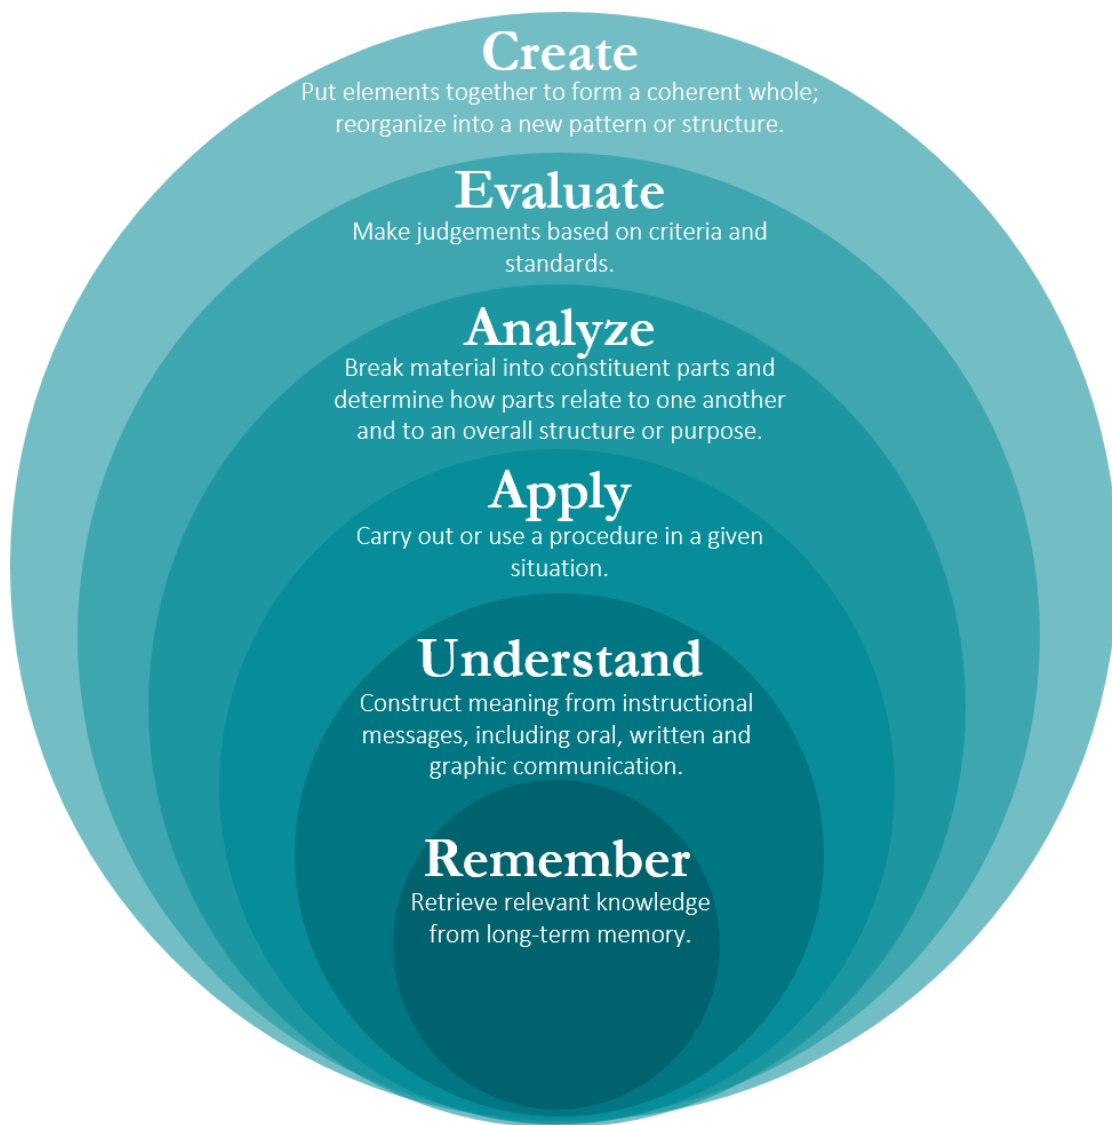 Create
Put elements together to form a coherent whole;
reorganize into a new pattern or structure.
Evaluate
Make judgements based on criteria and
standards.
Analyze
Break material into constituent parts and
determine how parts relate to one another
and to an overall structure or purpose.
Apply
Carry out or use a procedure in a given
situation.
Understand
Construct meaning from instructional
messages, including oral, written and
graphic communication.
Remember
Retrieve relevant knowledge
from long-term memory.